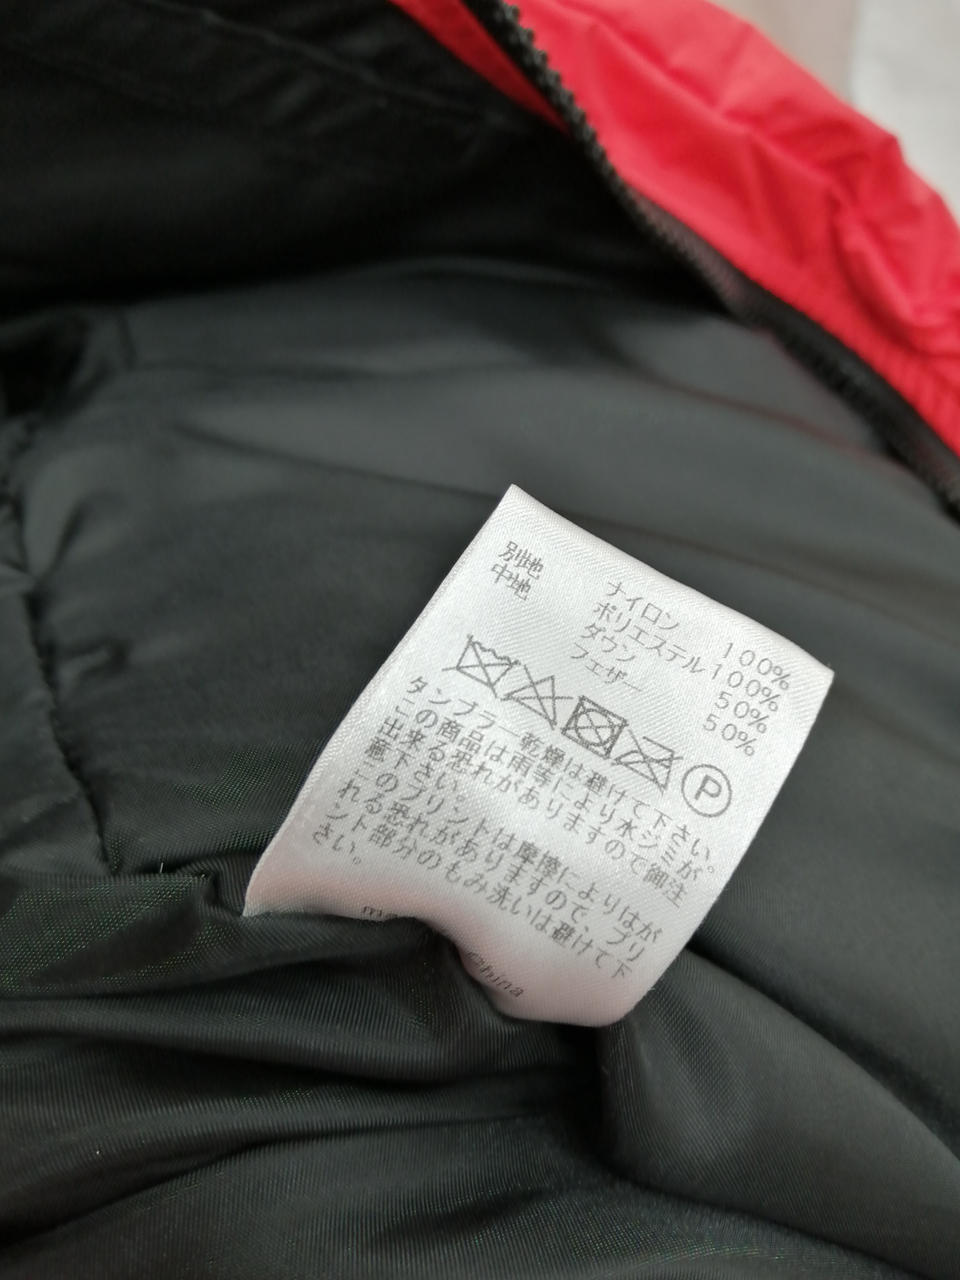 別地 ナイロン 100%
中地 ポリエステル 100%
ダウン 50%
フェザー 50%
P
タンブラー乾燥は避けて下さい。
この商品は雨等により水ジミが
出来る恐れがありますので御注
意下さい。
このプリントは摩擦によりはが
れる恐れがありますので、プリ
ント部分のもみ洗いは避けて下
さい。
China